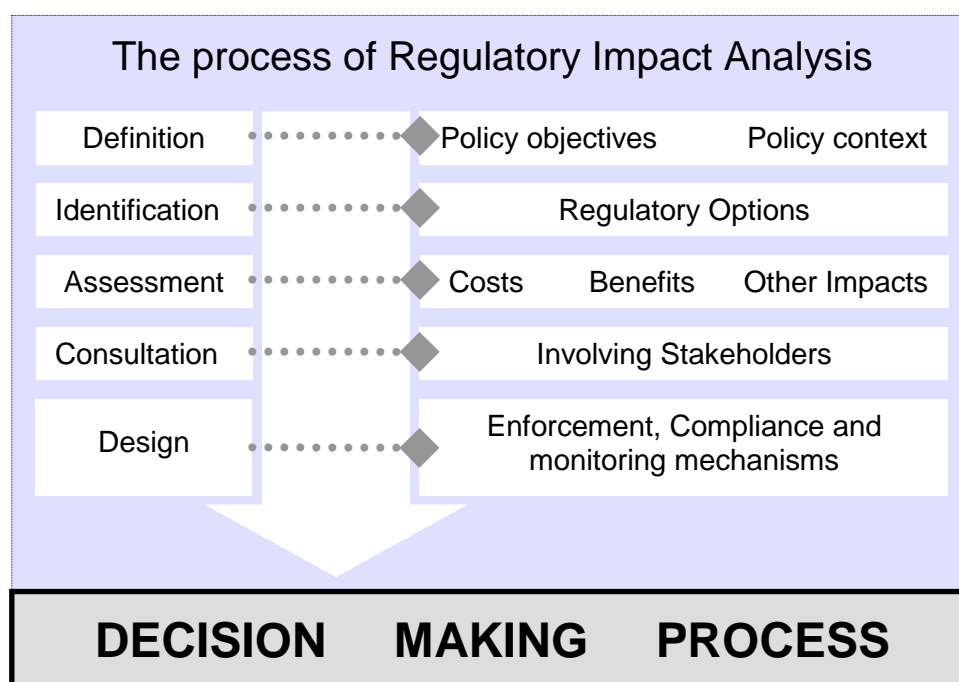 The process of Regulatory Impact Analysis
Definition Policy objectives Policy context
Identification Regulatory Options
Assessment Costs Benefits Other Impacts
Consultation Involving Stakeholders
Design Enforcement, Compliance and
monitoring mechanisms
DECISION MAKING PROCESS